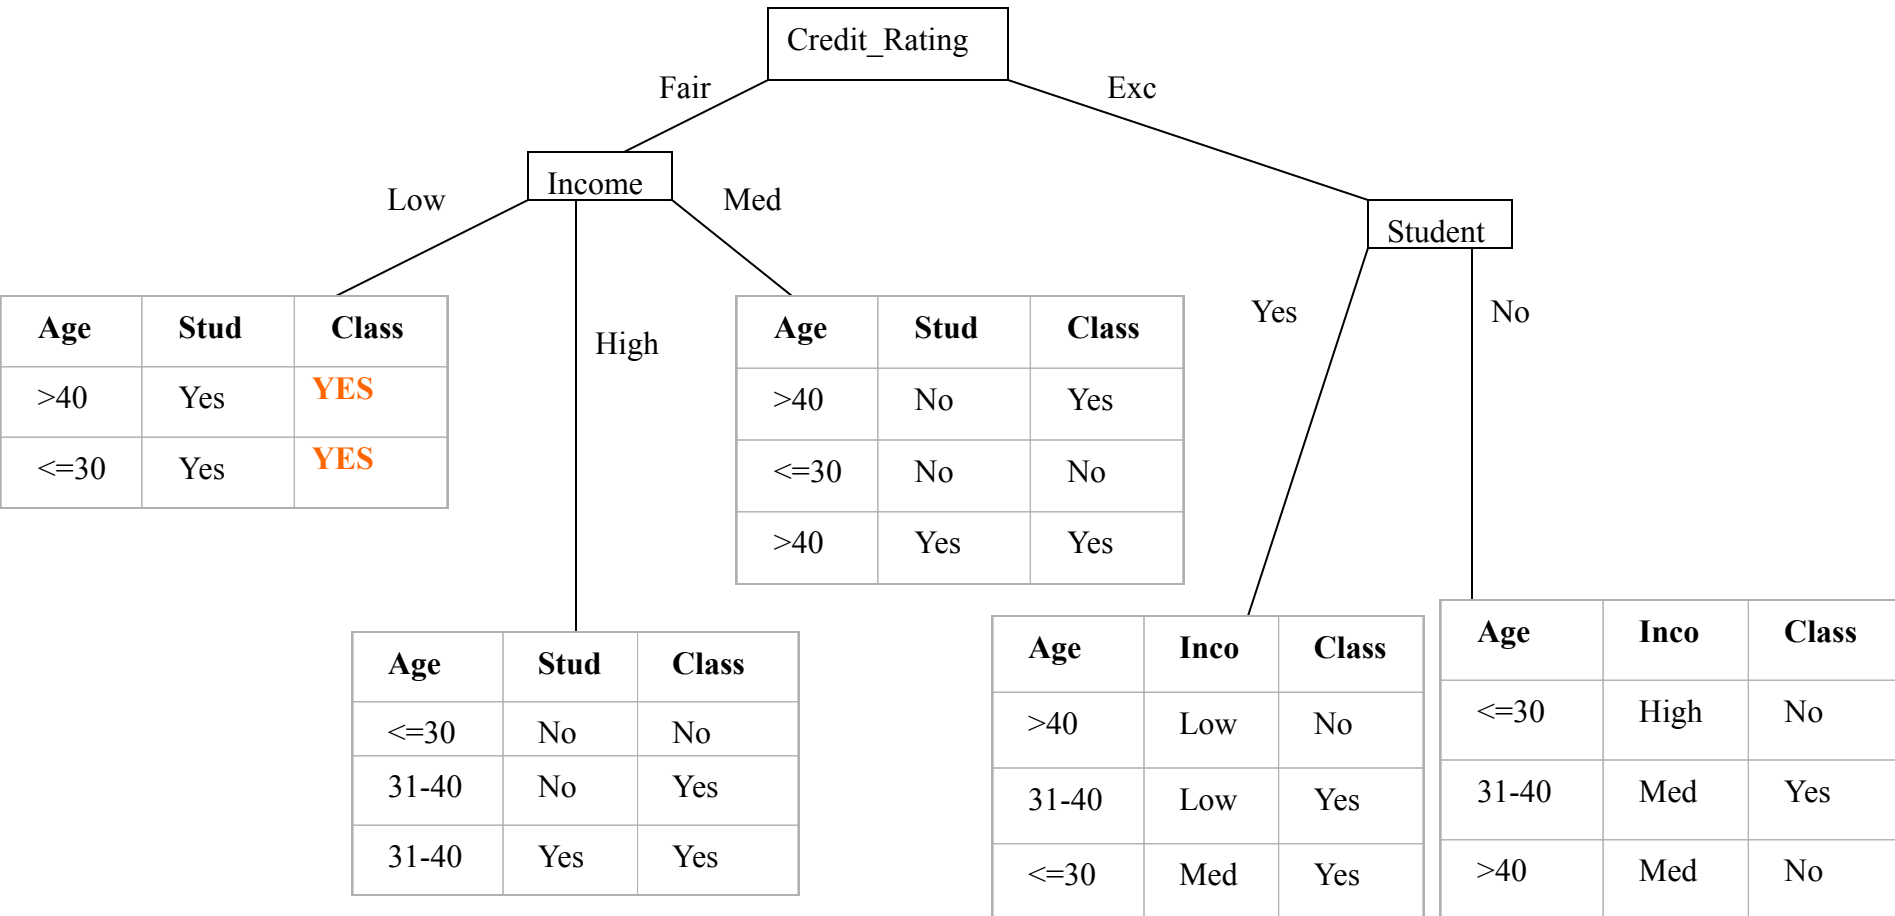 Credit_Rating
Fair
Exc
Income
Low
Med
Student
Yes
No
High
Age Stud Class
>40 Yes YES
<=30 Yes YES
Age Stud Class
>40 No Yes
<=30 No No
>40 Yes Yes
Age Stud Class
<=30 No No
31-40 No Yes
31-40 Yes Yes
Age Inco Class
>40 Low No
31-40 Low Yes
<=30 Med Yes
Age Inco Class
<=30 High No
31-40 Med Yes
>40 Med No